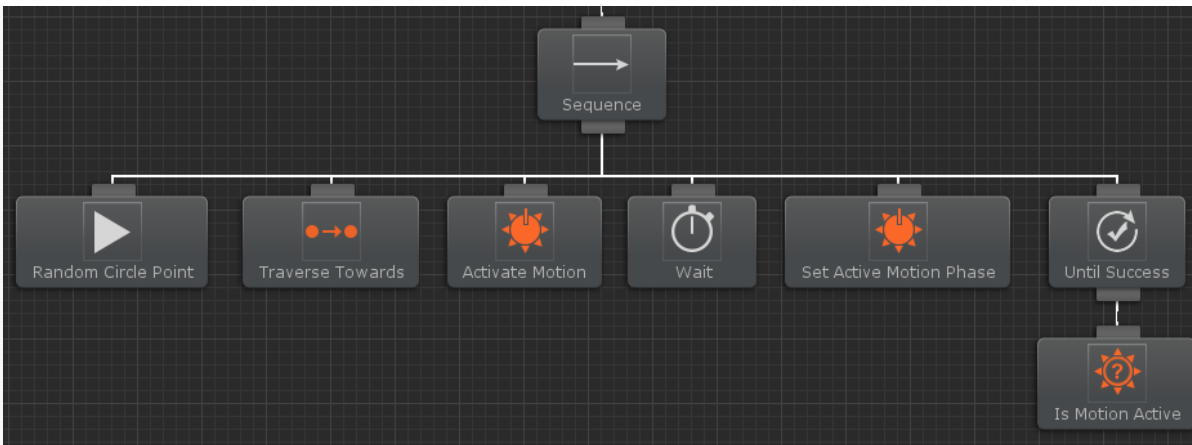 Sequence
Random Circle Point
Traverse Towards
Activate Motion
Wait
Set Active Motion Phase
Until Success
?
Is Motion Active